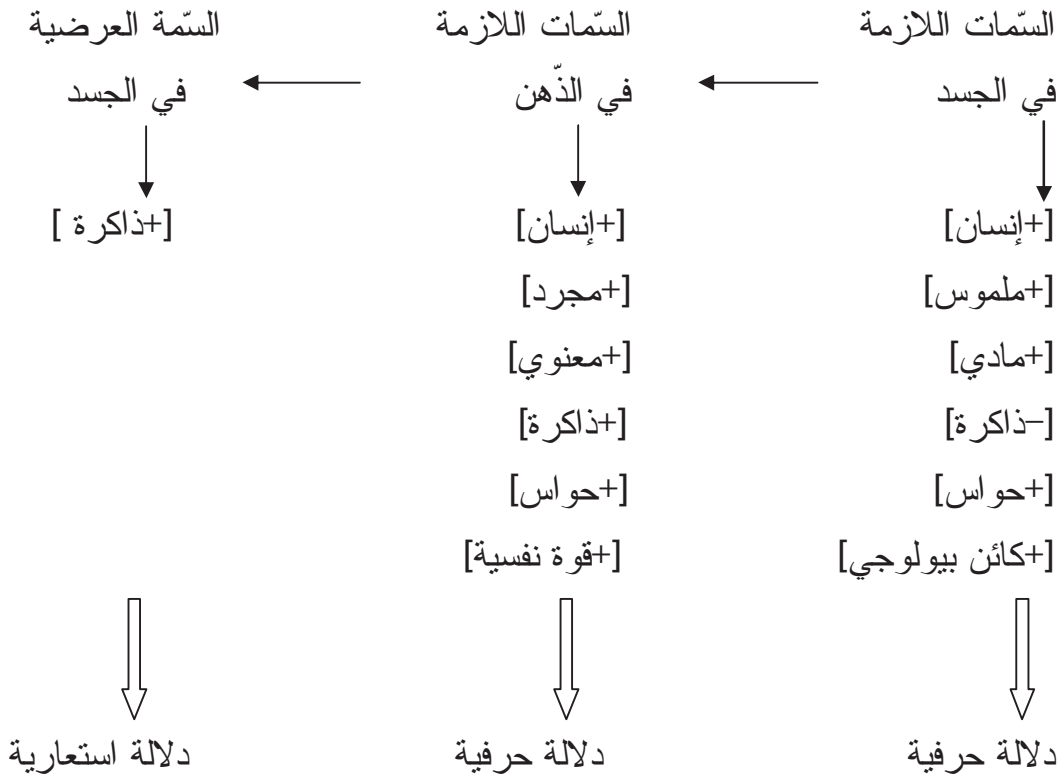 السّمات اللازمة السّمات اللازمة السّمة العرضية
في الجسد في الذّهن في الجسد
[+إنسان] [+إنسان] [+ذاكرة ]
[+ملموس] [+مجرد]
[+مادي] [+معنوي]
[–ذاكرة] [+ذاكرة]
[+حواس] [+حواس]
[+كائن بيولوجي] [+قوة نفسية]
دلالة حرفية دلالة حرفية دلالة استعارية